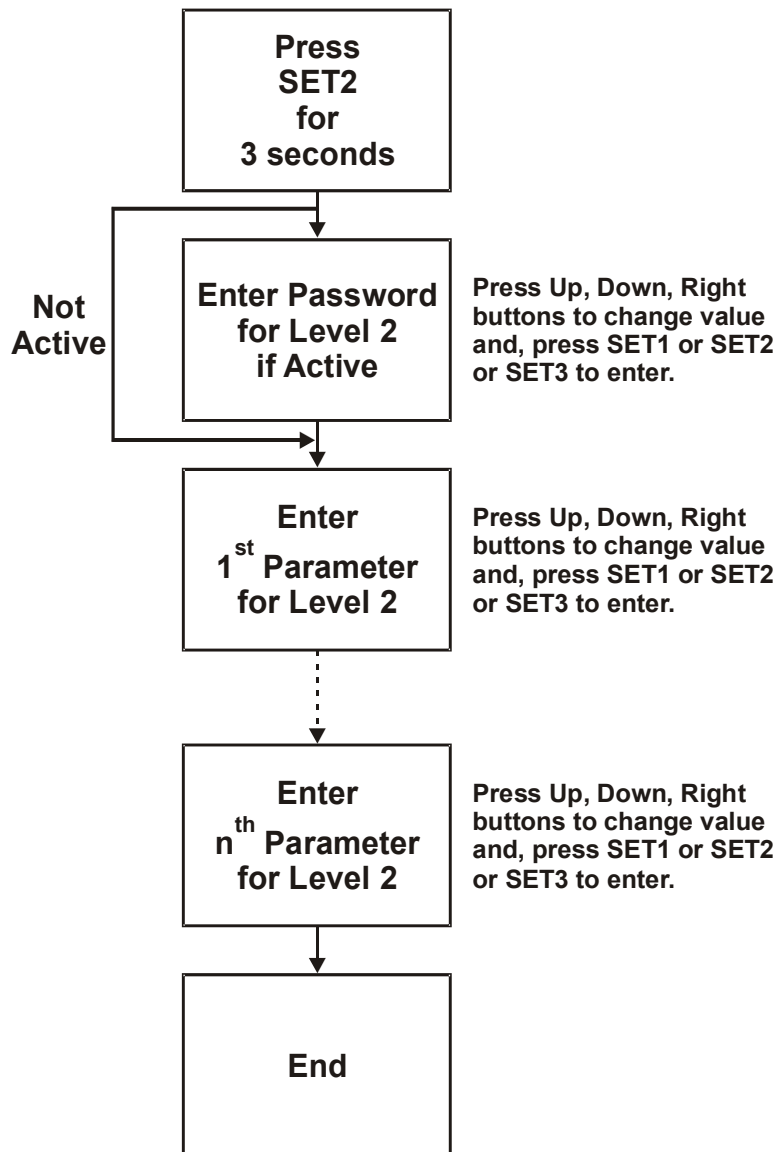 Press
SET2
for
3 seconds
Not
Active
Enter Password
for Level 2
if Active
Press Up, Down, Right
buttons to change value
and, press SET1 or SET2
or SET3 to enter.
Enter
1st Parameter
for Level 2
Press Up, Down, Right
buttons to change value
and, press SET1 or SET2
or SET3 to enter.
Enter
nth Parameter
for Level 2
Press Up, Down, Right
buttons to change value
and, press SET1 or SET2
or SET3 to enter.
End